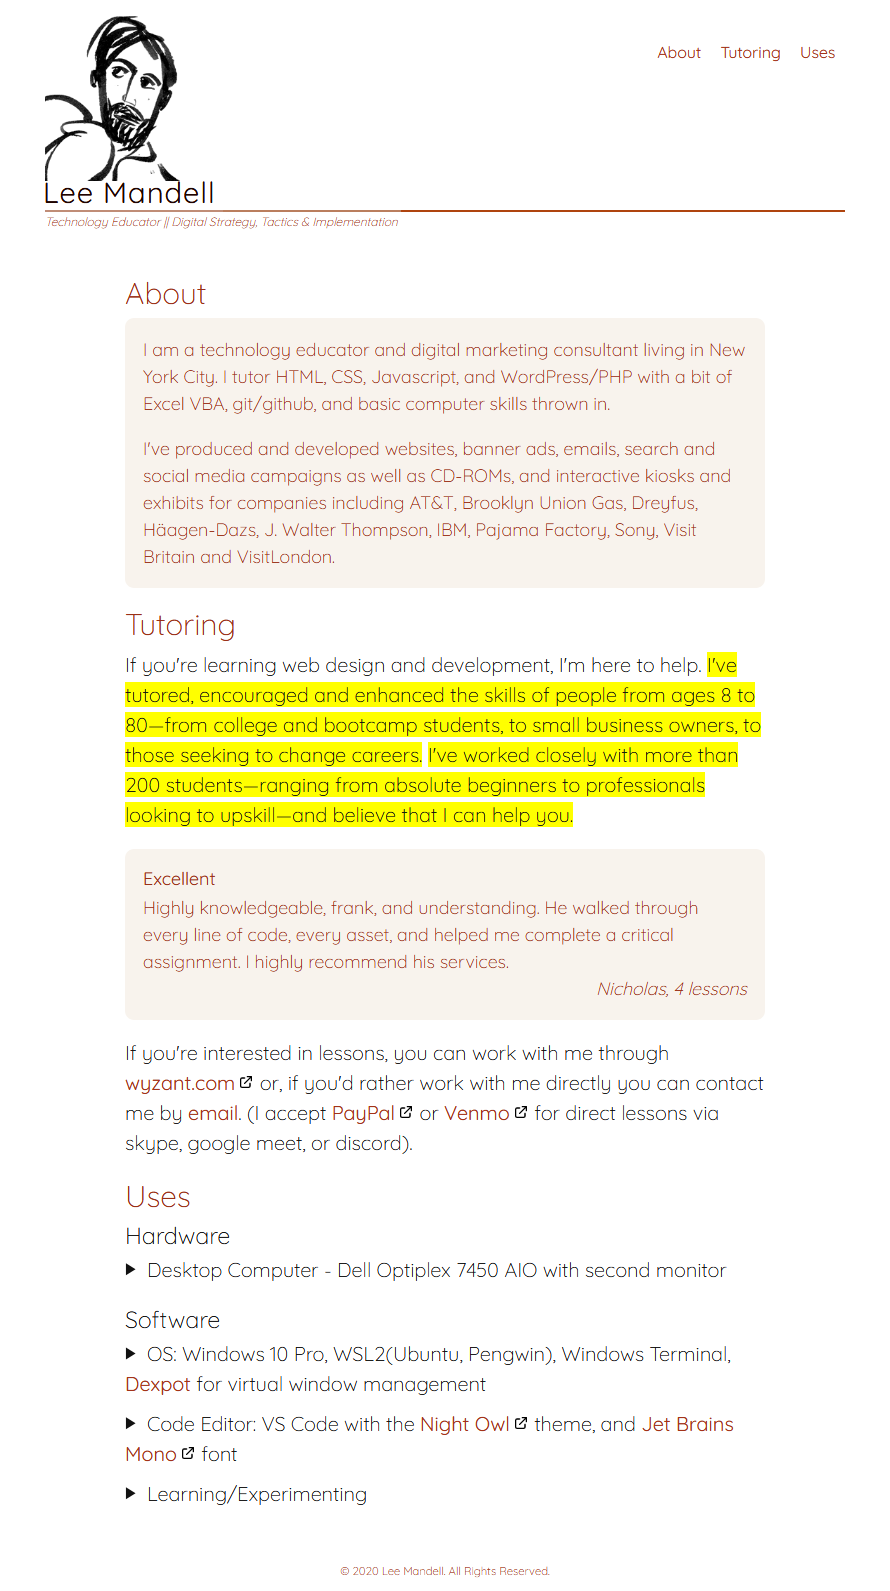 About Tutoring Uses
Lee Mandell
Technology Educator || Digital Strategy, Tactics & Implementation
About
I am a technology educator and digital marketing consultant living in New
York City. I tutor HTML, CSS, Javascript, and WordPress/PHP with a bit of
Excel VBA, git/github, and basic computer skills thrown in.
I've produced and developed websites, banner ads, emails, search and
social media campaigns as well as CD-ROMs, and interactive kiosks and
exhibits for companies including AT&T, Brooklyn Union Gas, Dreyfus,
Häagen-Dazs, J. Walter Thompson, IBM, Pajama Factory, Sony, Visit
Britain and VisitLondon.
Tutoring
If you're learning web design and development, I'm here to help. I've
tutored, encouraged and enhanced the skills of people from ages 8 to
80—from college and bootcamp students, to small business owners, to
those seeking to change careers. I've worked closely with more than
200 students—ranging from absolute beginners to professionals
looking to upskill—and believe that I can help you.
Excellent
Highly knowledgeable, frank, and understanding. He walked through
every line of code, every asset, and helped me complete a critical
assignment. I highly recommend his services.
Nicholas, 4 lessons
If you're interested in lessons, you can work with me through
wyzant.com or, if you'd rather work with me directly you can contact
me by email. (I accept PayPal or Venmo for direct lessons via
skype, google meet, or discord).
Uses
Hardware
Desktop Computer - Dell Optiplex 7450 AIO with second monitor
Software
OS: Windows 10 Pro, WSL2(Ubuntu, Pengwin), Windows Terminal,
Dexpot for virtual window management
Code Editor: VS Code with the Night Owl theme, and Jet Brains
Mono font
Learning/Experimenting
© 2020 Lee Mandell. All Rights Reserved.